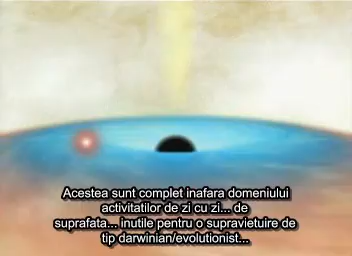 Acestea sunt complet inafara domeniului
activitatilor de zi cu zi... de
suprafata... inutile pentru o supravietuire de
tip darwinian/evolutionist...